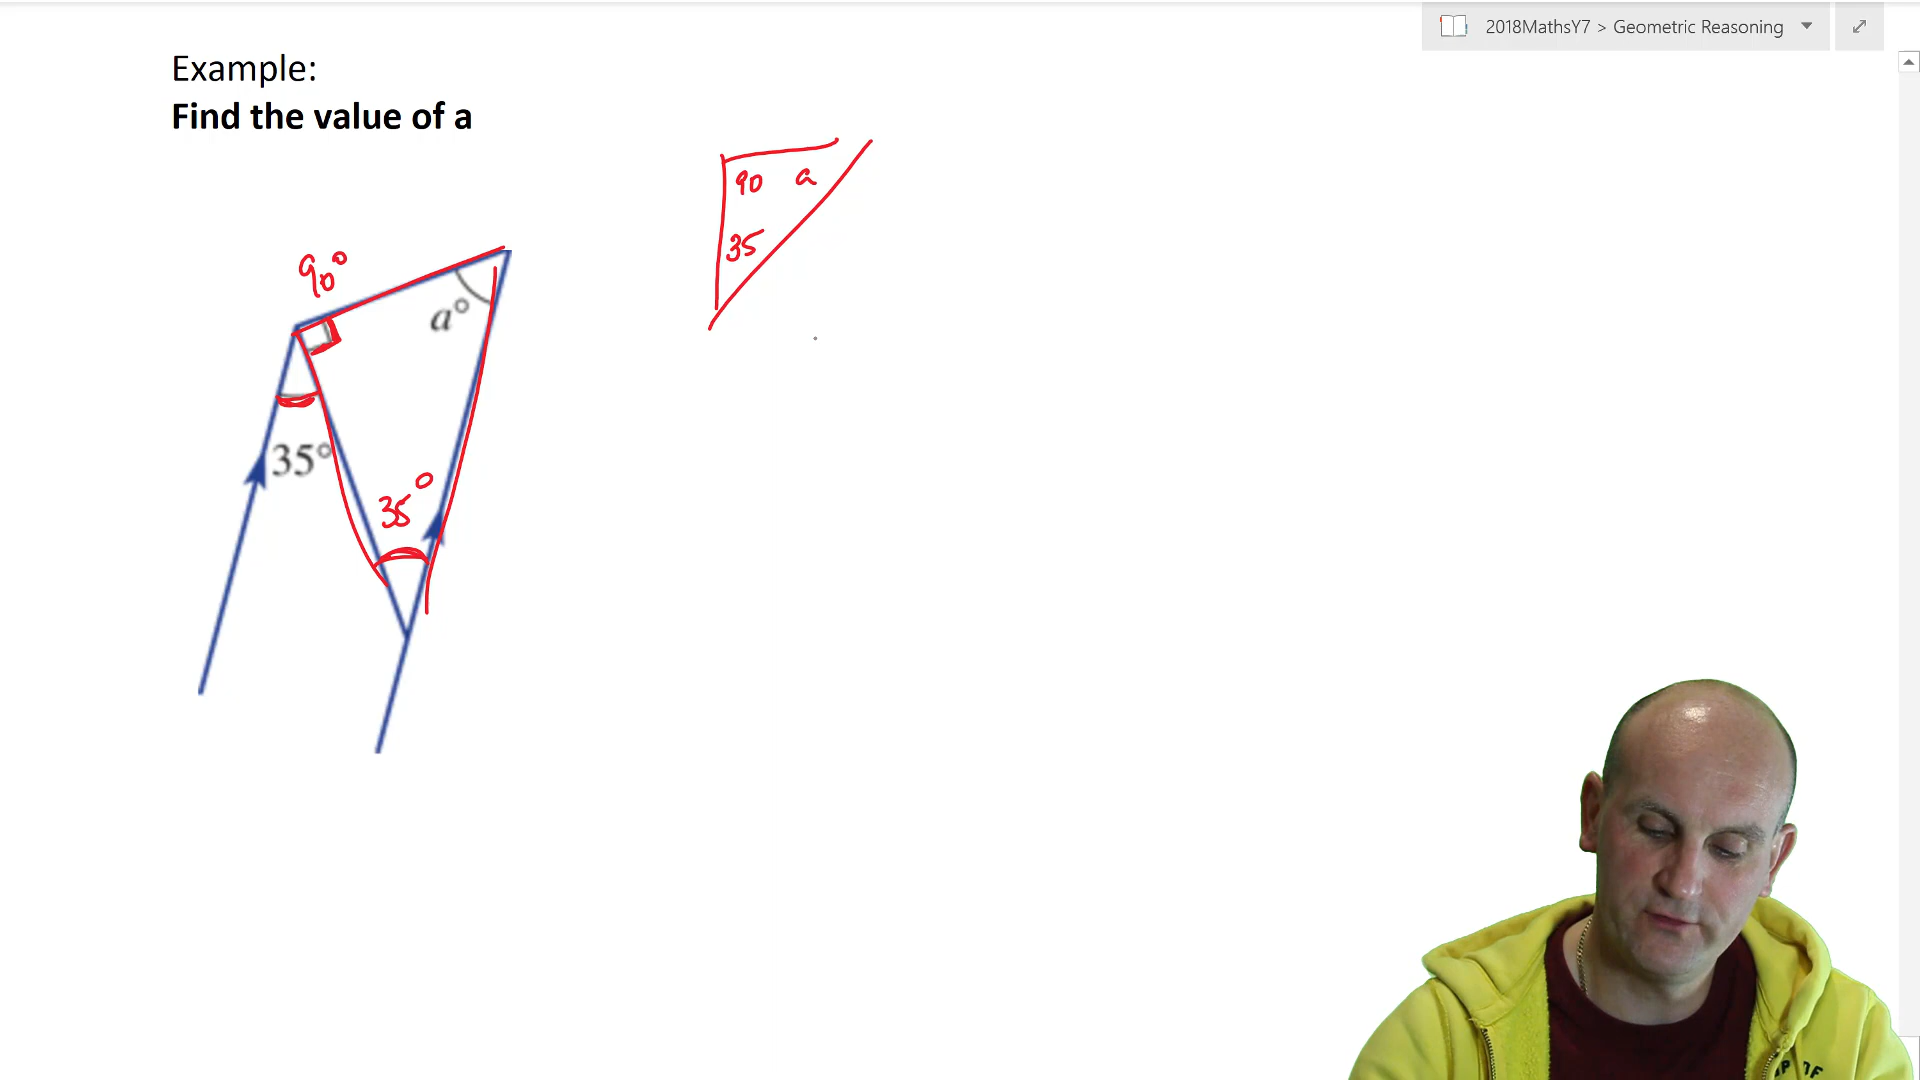 2018MathsY7 > Geometric Reasoning
Example:
Find the value of a
90 a
35
90°
a°
35°
35°